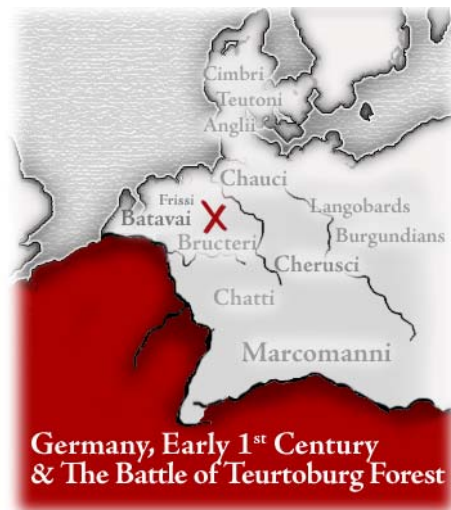 Cimbri
Teutoni
Anglii
Chauci
Frissi
Langobards
Batavai
X
Burgundians
Bructeri
Cherusci
Chatti
Marcomanni
Germany, Early 1st Century
& The Battle of Teurtoburg Forest